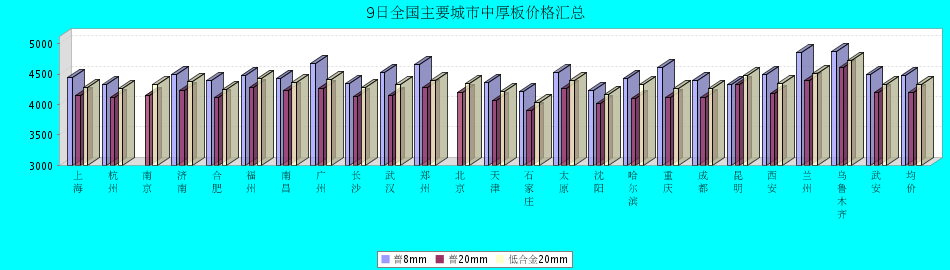 9日全国主要城市中厚板价格汇总
5000
4500
4000
3500
3000
上海
杭州
南京
济南
合肥
福州
南昌
广州
长沙
武汉
郑州
北京
天津
石家庄
太原
沈阳
哈尔滨
重庆
成都
昆明
西安
兰州
乌鲁木齐
武安
均价
普8mm 普20mm 低合金20mm